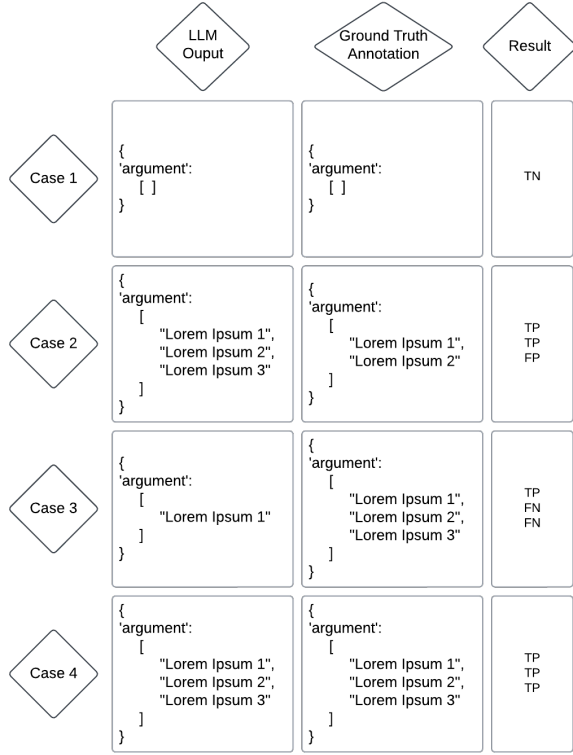 LLM
Ouput
Ground Truth
Annotation
Result
Case 1
{
'argument':
[ ]
}
{
'argument':
[ ]
}
TN
Case 2
{
'argument':
[
"Lorem Ipsum 1",
"Lorem Ipsum 2",
"Lorem Ipsum 3"
]
}
{
'argument':
[
"Lorem Ipsum 1",
"Lorem Ipsum 2"
]
}
TP
TP
FP
Case 3
{
'argument':
[
"Lorem Ipsum 1"
]
}
{
'argument':
[
"Lorem Ipsum 1",
"Lorem Ipsum 2",
"Lorem Ipsum 3"
]
}
TP
FN
FN
Case 4
{
'argument':
[
"Lorem Ipsum 1",
"Lorem Ipsum 2",
"Lorem Ipsum 3"
]
}
{
'argument':
[
"Lorem Ipsum 1",
"Lorem Ipsum 2",
"Lorem Ipsum 3"
]
}
TP
TP
TP